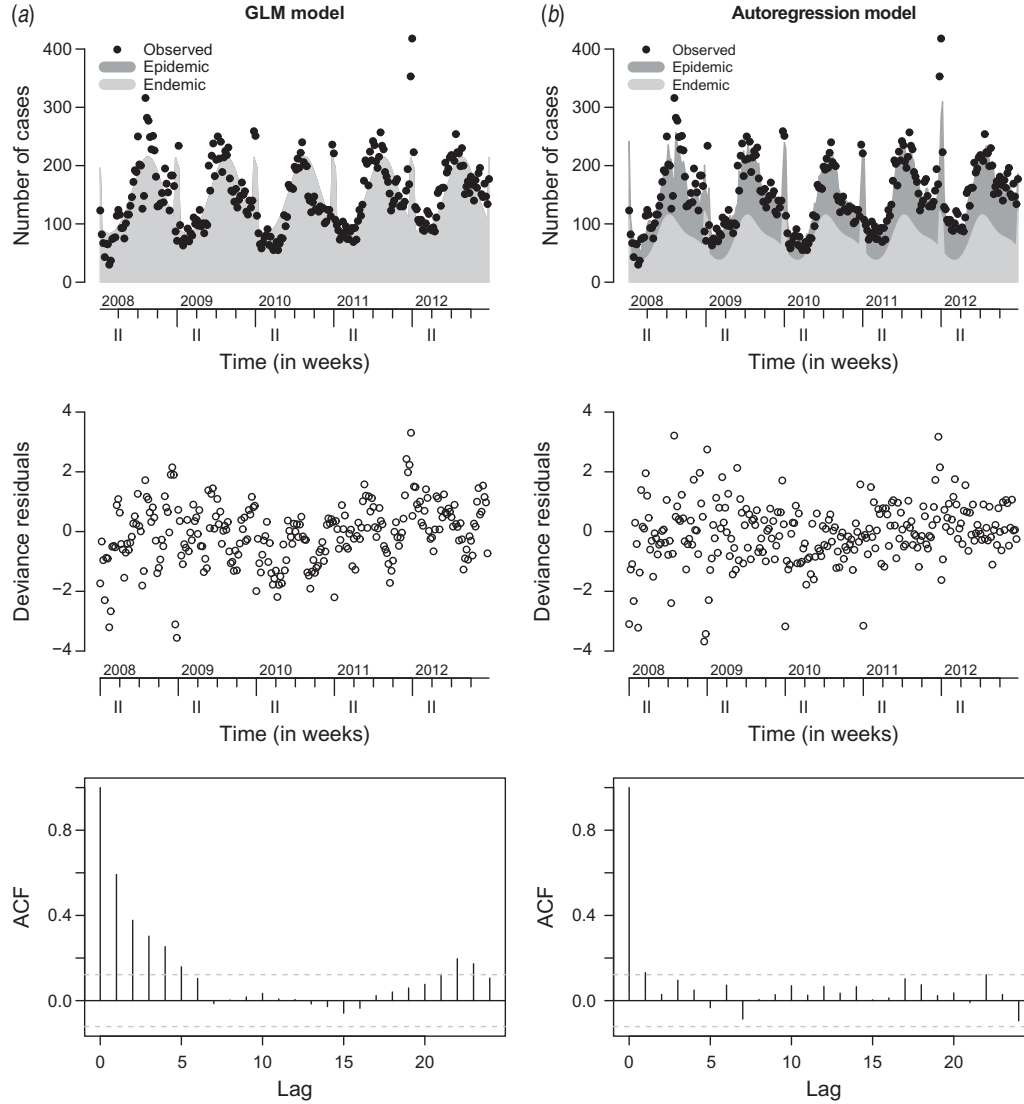 (a)
GLM model
400
300
200
100
0
Number of cases
Observed
Epidemic
Endemic
2008 2009 2010 2011 2012
II II II II II
Time (in weeks)
4
2
0
−2
−4
Deviance residuals
2008 2009 2010 2011 2012
II II II II II
Time (in weeks)
0.8
0.4
0.0
ACF
0 5 10 15 20
Lag
(b)
Autoregression model
400
300
200
100
0
Number of cases
Observed
Epidemic
Endemic
2008 2009 2010 2011 2012
II II II II II
Time (in weeks)
4
2
0
−2
−4
Deviance residuals
2008 2009 2010 2011 2012
II II II II II
Time (in weeks)
0.8
0.4
0.0
ACF
0 5 10 15 20
Lag